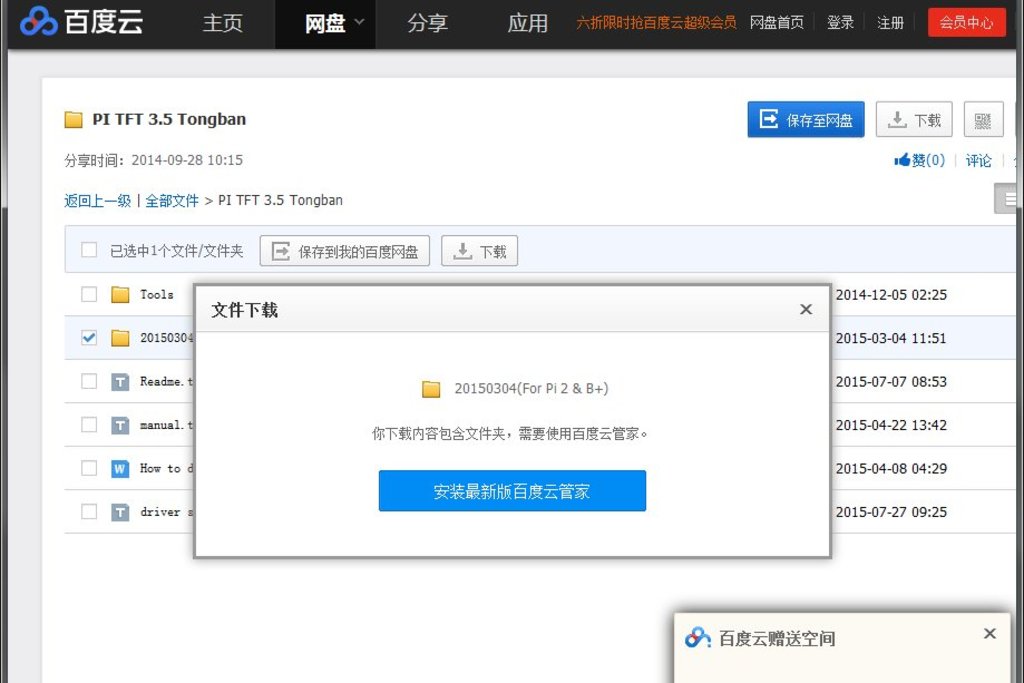 百度云 主页 网盘 分享 应用 六折限时抢百度云超级会员 网盘首页 登录 注册 会员中心
PI TFT 3.5 Tongban 保存至网盘 下载
分享时间：2014-09-28 10:15 赞(0) 评论
返回上一级 | 全部文件 > PI TFT 3.5 Tongban
已选中1个文件/文件夹 保存到我的百度网盘 下载
Tools 2014-12-05 02:25
文件下载
20150304 2015-03-04 11:51
Readme.t 2015-07-07 08:53
20150304(For Pi 2 & B+)
manual.t 2015-04-22 13:42
你下载内容包含文件夹，需要使用百度云管家。
How to d 2015-04-08 04:29
安装最新版百度云管家
driver s 2015-07-27 09:25
百度云赠送空间